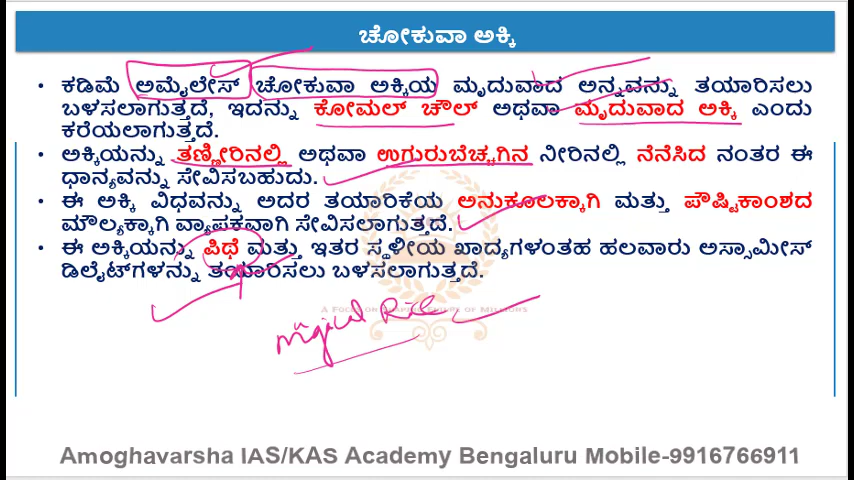 ಚೋಕುವಾ ಅಕ್ಕಿ
• ಕಡಿಮೆ ಅಮೈಲೇಸ್ ಚೋಕುವಾ ಅಕ್ಕಿಯ ಮೃದುವಾದ ಅನ್ನವನ್ನು ತಯಾರಿಸಲು
ಬಳಸಲಾಗುತ್ತದೆ, ಇದನ್ನು ಕೋಮಲ್ ಚೌಲ್ ಅಥವಾ ಮೃದುವಾದ ಅಕ್ಕಿ ಎಂದು
ಕರೆಯಲಾಗುತ್ತದೆ.
• ಅಕ್ಕಿಯನ್ನು ತಣ್ಣೀರಿನಲ್ಲಿ ಅಥವಾ ಉಗುರುಬೆಚ್ಚಗಿನ ನೀರಿನಲ್ಲಿ ನೆನೆಸಿದ ನಂತರ ಈ
ಧಾನ್ಯವನ್ನು ಸೇವಿಸಬಹುದು.
• ಈ ಅಕ್ಕಿ ವಿಧವನ್ನು ಅದರ ತಯಾರಿಕೆಯ ಅನುಕೂಲಕ್ಕಾಗಿ ಮತ್ತು ಪೌಷ್ಟಿಕಾಂಶದ
ಮೌಲ್ಯಕ್ಕಾಗಿ ವ್ಯಾಪಕವಾಗಿ ಸೇವಿಸಲಾಗುತ್ತದೆ.
• ಈ ಅಕ್ಕಿಯನ್ನು ಪಿಥೆ ಮತ್ತು ಇತರ ಸ್ಥಳೀಯ ಖಾದ್ಯಗಳಂತಹ ಹಲವಾರು ಅಸ್ಸಾಮೀಸ್
ಡಿಲೈಟ್‌ಗಳನ್ನು ತಯಾರಿಸಲು ಬಳಸಲಾಗುತ್ತದೆ.
Rice
Amoghavarsha IAS/KAS Academy Bengaluru Mobile-9916766911